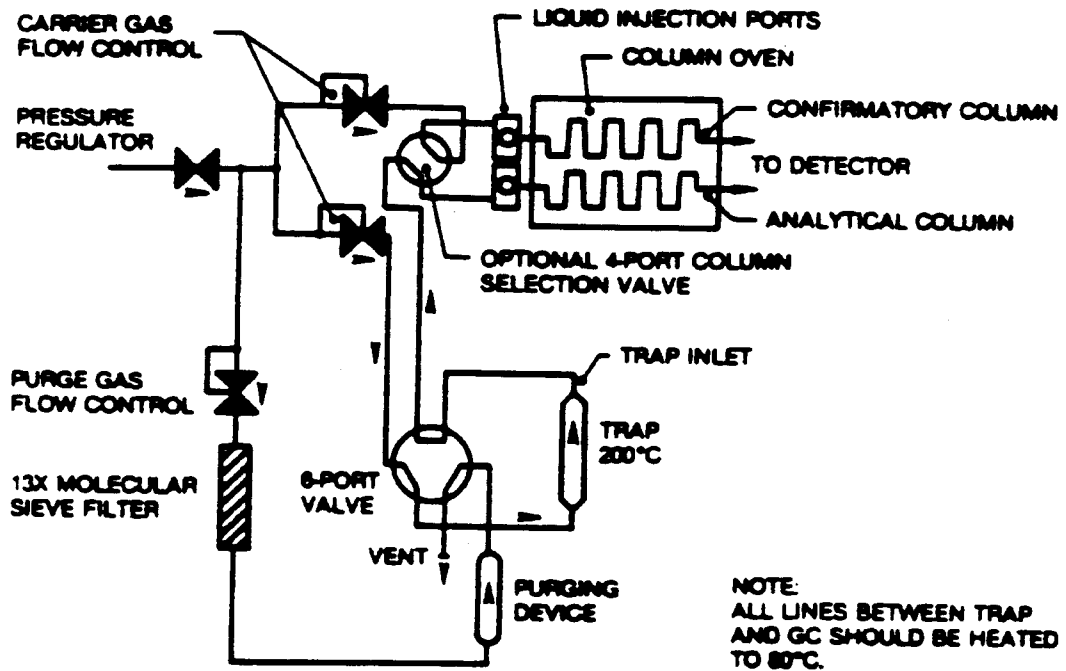 CARRIER GAS
FLOW CONTROL
LIQUID INJECTION PORTS
COLUMN OVEN
PRESSURE
REGULATOR
CONFIRMATORY COLUMN
TO DETECTOR
ANALYTICAL COLUMN
OPTIONAL 4-PORT COLUMN
SELECTION VALVE
TRAP INLET
PURGE GAS
FLOW CONTROL
TRAP
200°C
13X MOLECULAR
SIEVE FILTER
6-PORT
VALVE
VENT
PURGING
DEVICE
NOTE:
ALL LINES BETWEEN TRAP
AND GC SHOULD BE HEATED
TO 80°C.